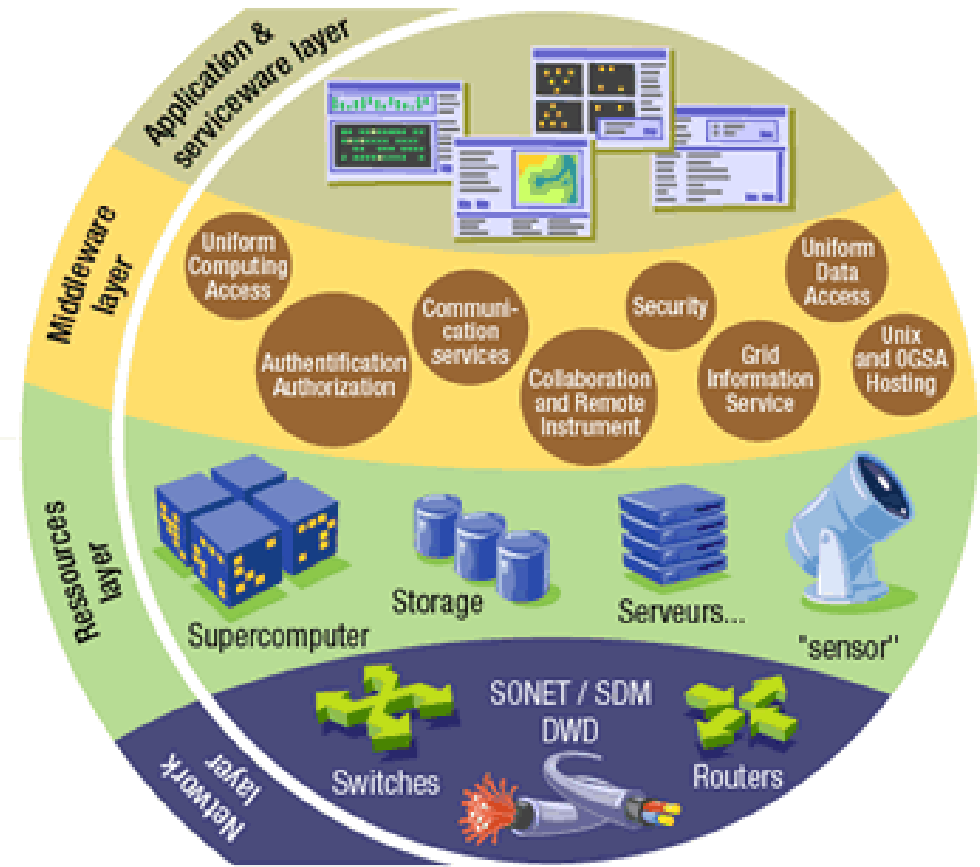 Application &
serviceware layer
Middleware
layer
Uniform
Computing
Access
Authentification
Authorization
Communi-
cation
services
Collaboration
and Remote
Instrument
Security
Grid
Information
Service
Uniform
Data
Access
Unix
and OGSA
Hosting
Ressources
layer
Supercomputer
Storage
Serveurs...
"sensor"
Network
layer
Switches
SONET / SDM
DWD
Routers